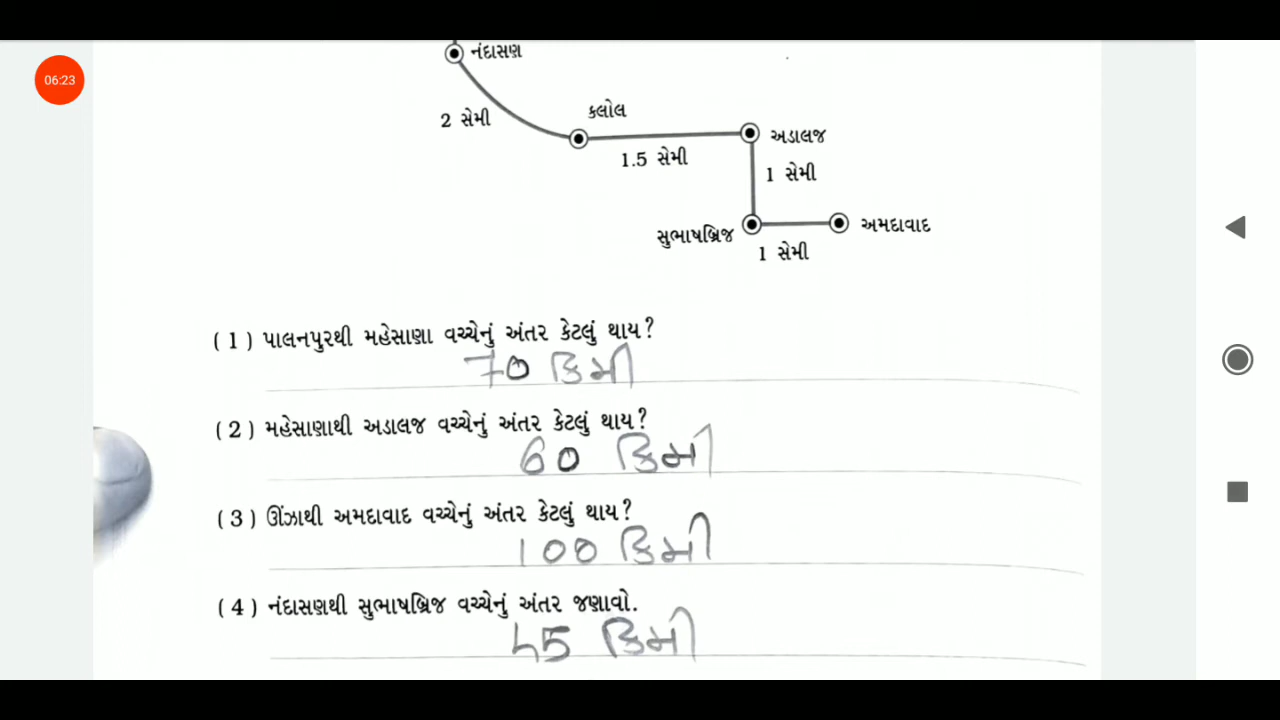 06:23
નંદાસણ
કલોલ
2 સેમી
અડાલજ
1.5 સેમી
1 સેમી
સુભાષબ્રિજ
અમદાવાદ
1 સેમી
( 1 ) પાલનપુરથી મહેસાણા વચ્ચેનું અંતર કેટલું થાય?
70 કિમી
( 2 ) મહેસાણાથી અડાલજ વચ્ચેનું અંતર કેટલું થાય?
60 કિમી
( 3 ) ઊંઝાથી અમદાવાદ વચ્ચેનું અંતર કેટલું થાય?
100 કિમી
( 4 ) નંદાસણથી સુભાષબ્રિજ વચ્ચેનું અંતર જણાવો.
45 કિમી